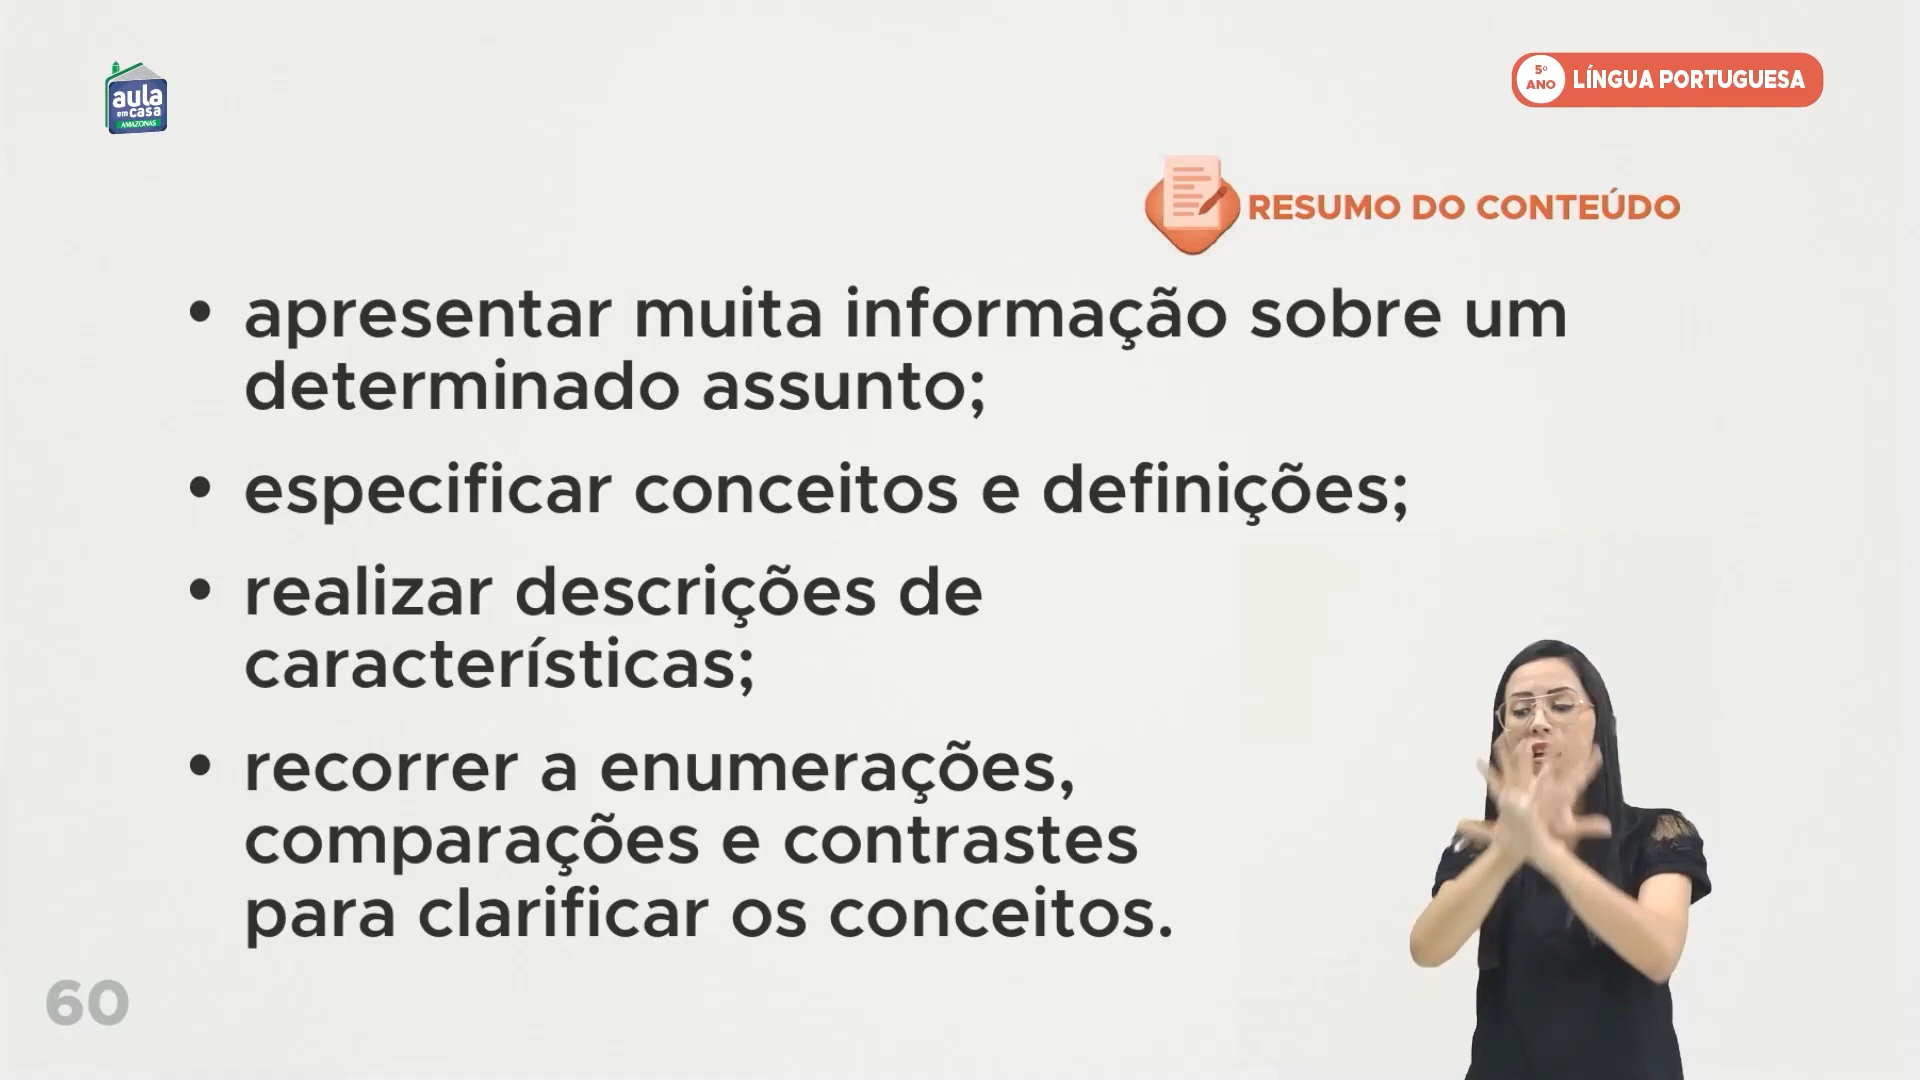 aula
em casa
AMAZONAS
5º
ANO
LÍNGUA PORTUGUESA
RESUMO DO CONTEÚDO
• apresentar muita informação sobre um
determinado assunto;
• especificar conceitos e definições;
• realizar descrições de
características;
• recorrer a enumerações,
comparações e contrastes
para clarificar os conceitos.
60